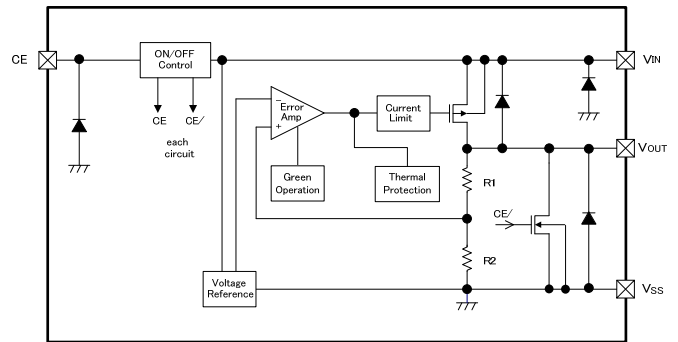 CE
ON/OFF
Control
VIN
CE
CE/
each
circuit
−
Error
Amp
+
Current
Limit
Green
Operation
Thermal
Protection
VOUT
R1
CE/
R2
Voltage
Reference
VSS